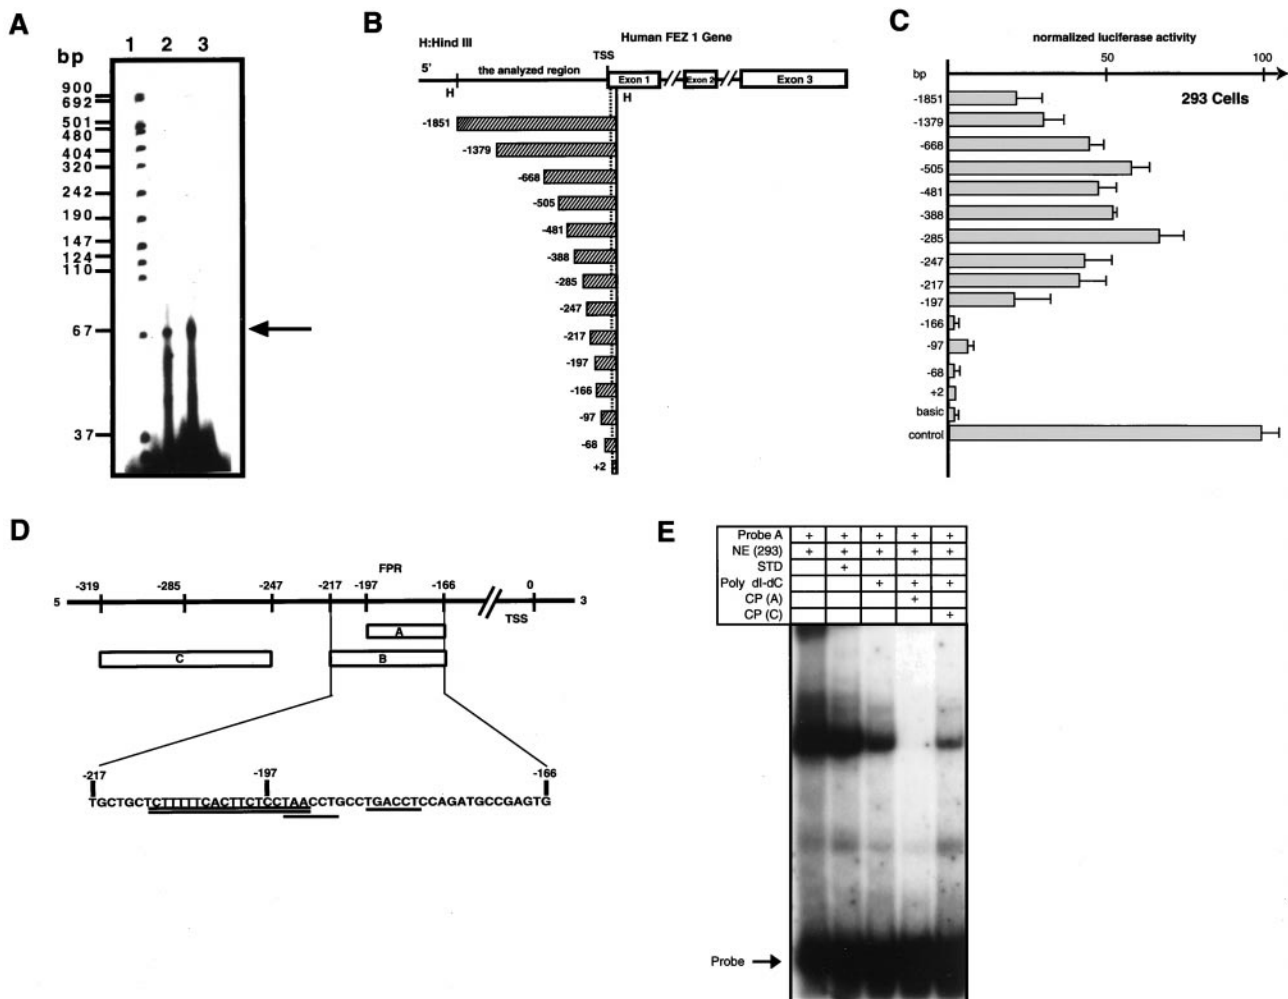 A
1 2 3
bp
900
692
501
480
404
320
242
190
147
124
110
67
37
B
H:Hind III
Human FEZ 1 Gene
TSS
5'
the analyzed region
Exon 1
Exon 2
Exon 3
H
H
-1851
-1379
-668
-505
-481
-388
-285
-247
-217
-197
-166
-97
-68
+2
C
normalized luciferase activity
50
100
bp
293 Cells
-1851
-1379
-668
-505
-481
-388
-285
-247
-217
-197
-166
-97
-68
+2
basic
control
D
FPR
-319 -285 -247 -217 -197 -166 0
5 3
TSS
A
C
B
-217 -197 -166
TGCTGCTCTTTTTCACTTCTCCTAACCTGCCTGACCTCCAGATGCCGAGTG
E
Probe A + + + + +
NE (293) + + + + +
STD +
Poly dI-dC + + +
CP (A) +
CP (C) +
Probe